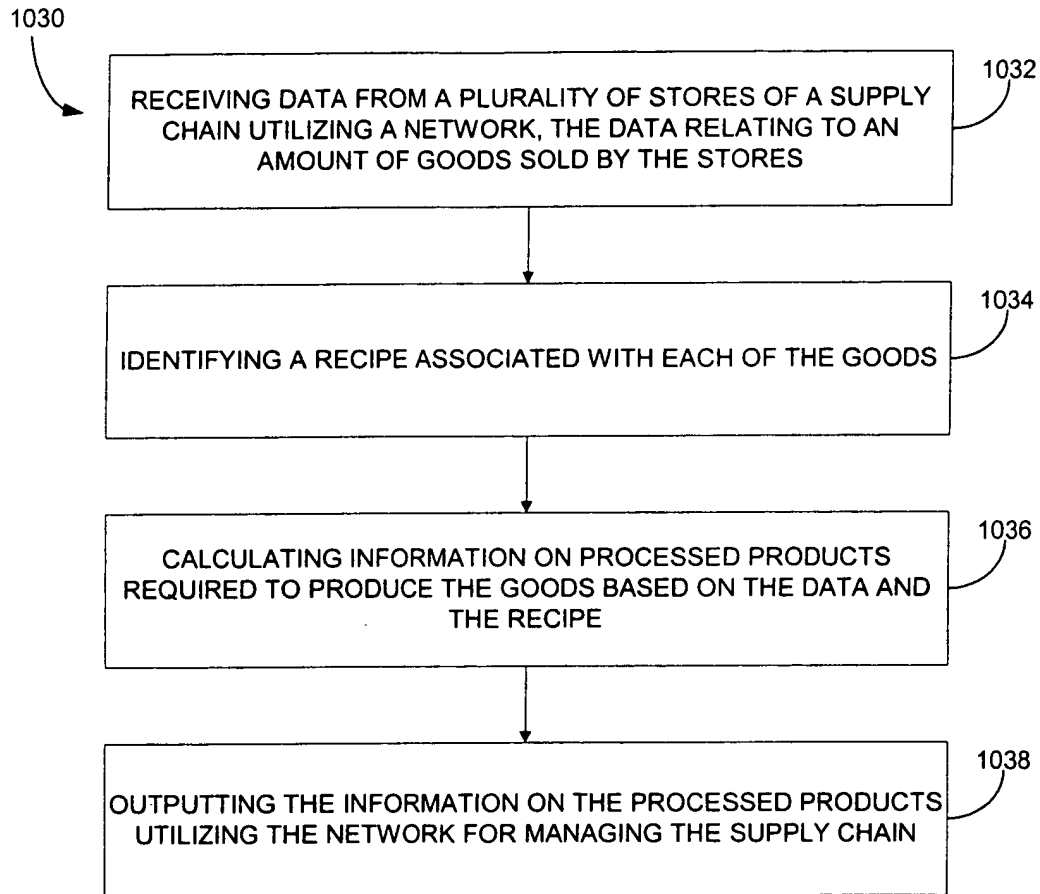 1030
1032
RECEIVING DATA FROM A PLURALITY OF STORES OF A SUPPLY
CHAIN UTILIZING A NETWORK, THE DATA RELATING TO AN
AMOUNT OF GOODS SOLD BY THE STORES
1034
IDENTIFYING A RECIPE ASSOCIATED WITH EACH OF THE GOODS
1036
CALCULATING INFORMATION ON PROCESSED PRODUCTS
REQUIRED TO PRODUCE THE GOODS BASED ON THE DATA AND
THE RECIPE
1038
OUTPUTTING THE INFORMATION ON THE PROCESSED PRODUCTS
UTILIZING THE NETWORK FOR MANAGING THE SUPPLY CHAIN